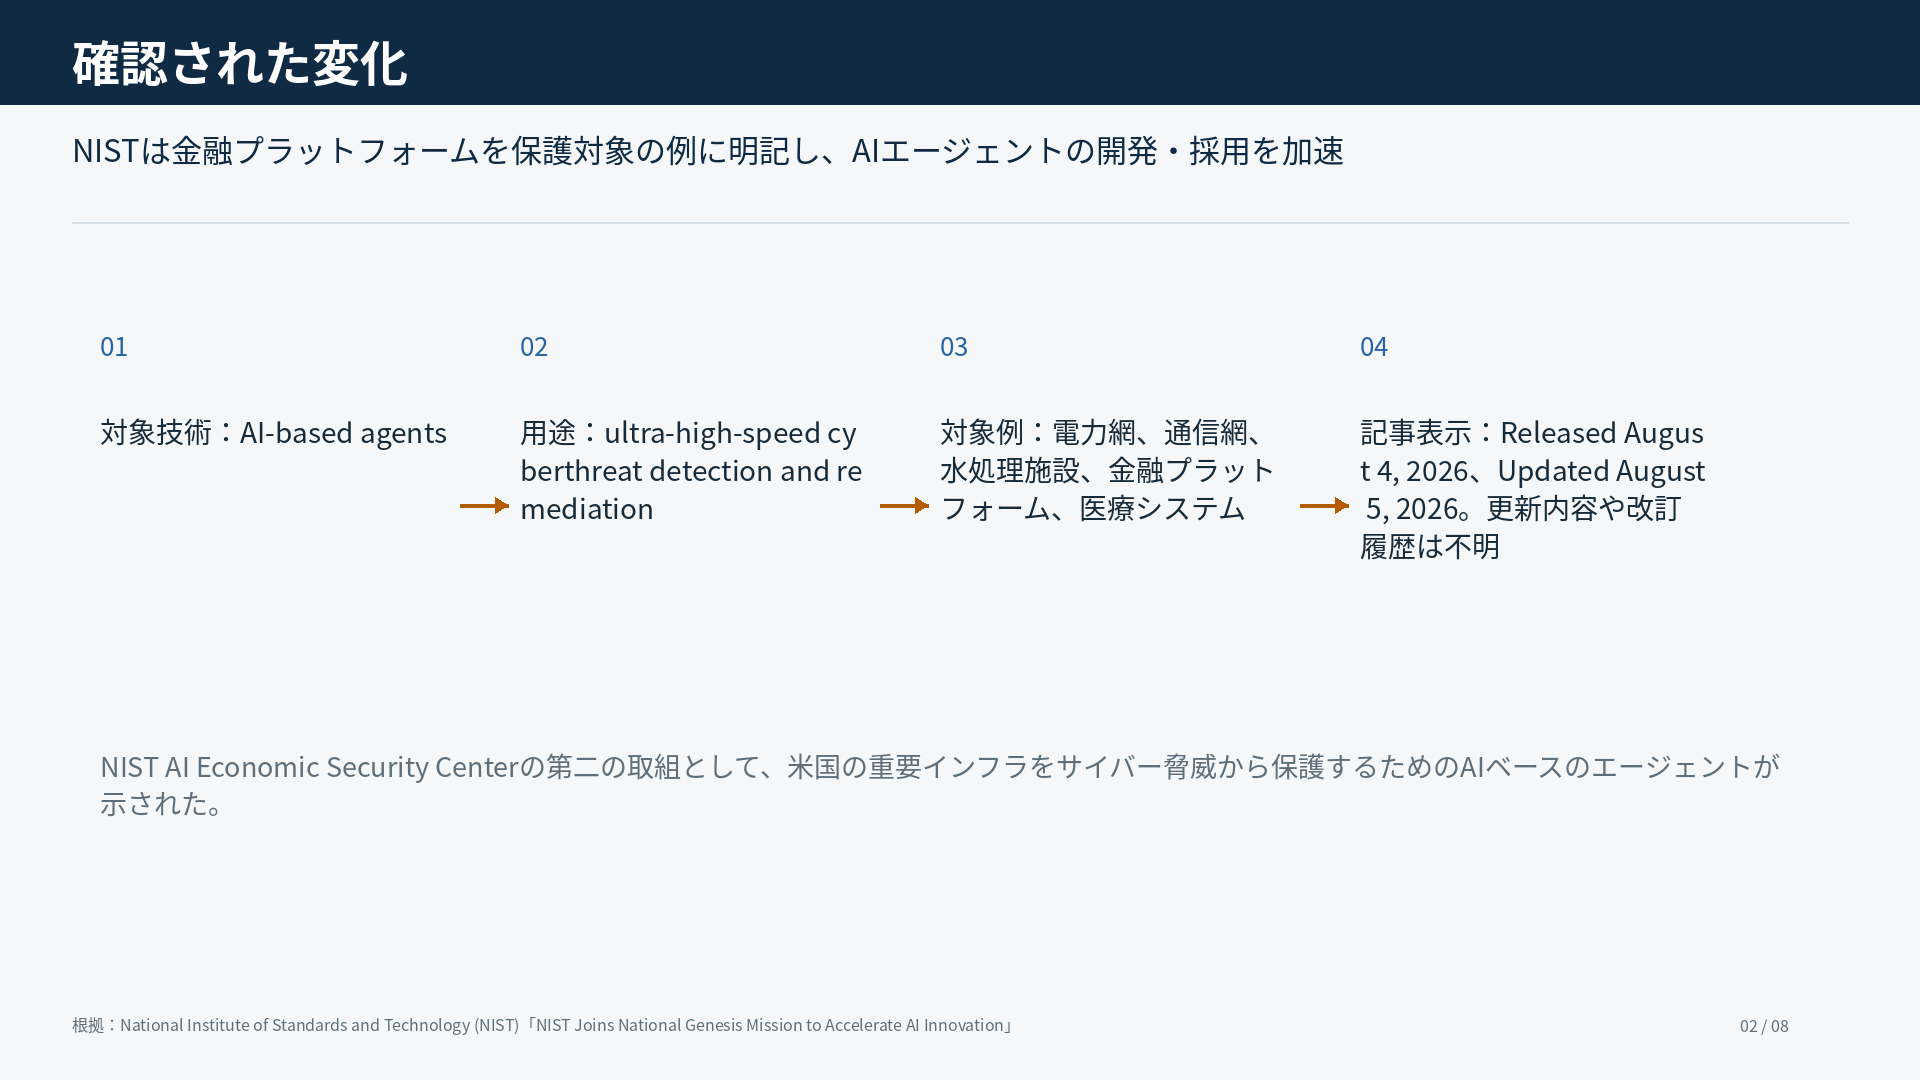 確認された変化
NISTは金融プラットフォームを保護対象の例に明記し、AIエージェントの開発・採用を加速
01
対象技術：AI-based agents
02
用途：ultra-high-speed cy
berthreat detection and re
mediation
03
対象例：電力網、通信網、
水処理施設、金融プラット
フォーム、医療システム
04
記事表示：Released Augus
t 4, 2026、Updated August
5, 2026。更新内容や改訂
履歴は不明
NIST AI Economic Security Centerの第二の取組として、米国の重要インフラをサイバー脅威から保護するためのAIベースのエージェントが
示された。
根拠：National Institute of Standards and Technology (NIST)「NIST Joins National Genesis Mission to Accelerate AI Innovation」
02 / 08